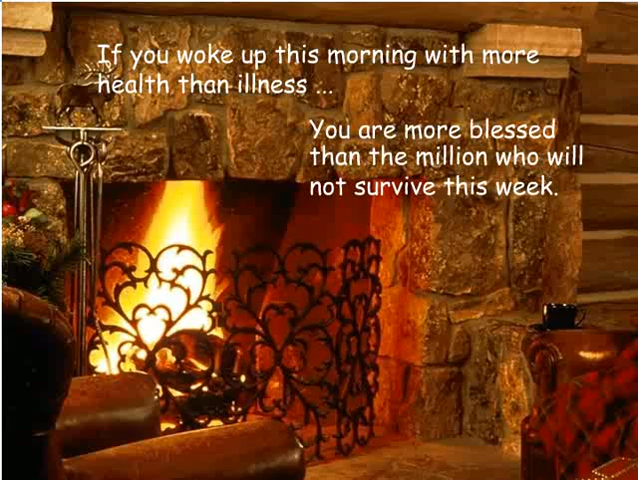 If you woke up this morning with more
health than illness ...
You are more blessed
than the million who will
not survive this week.